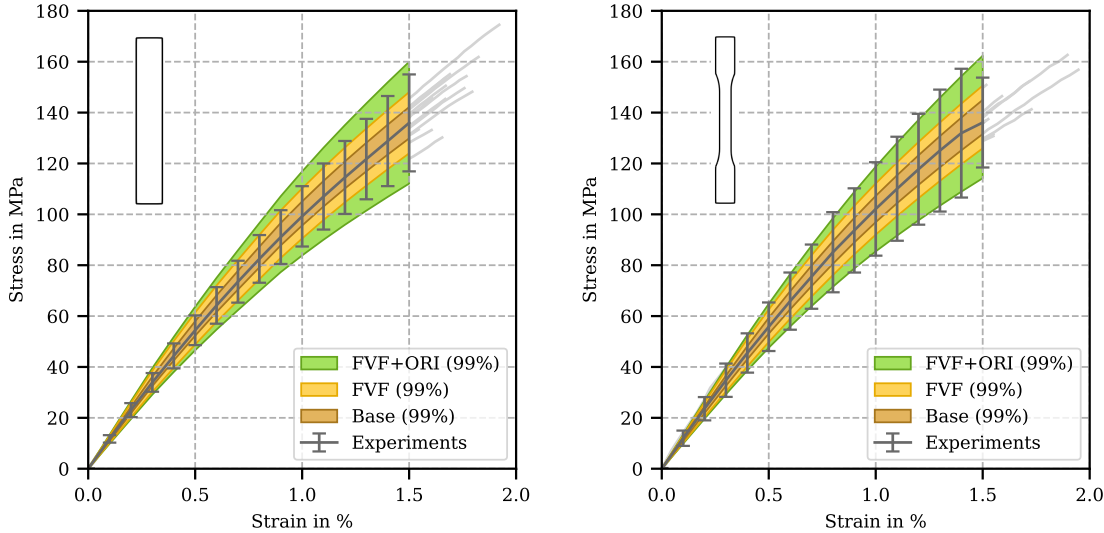 180
160
140
120
100
80
60
40
20
0
Stress in MPa
0.0 0.5 1.0 1.5 2.0
Strain in %
FVF+ORI (99%)
FVF (99%)
Base (99%)
Experiments
180
160
140
120
100
80
60
40
20
0
Stress in MPa
0.0 0.5 1.0 1.5 2.0
Strain in %
FVF+ORI (99%)
FVF (99%)
Base (99%)
Experiments